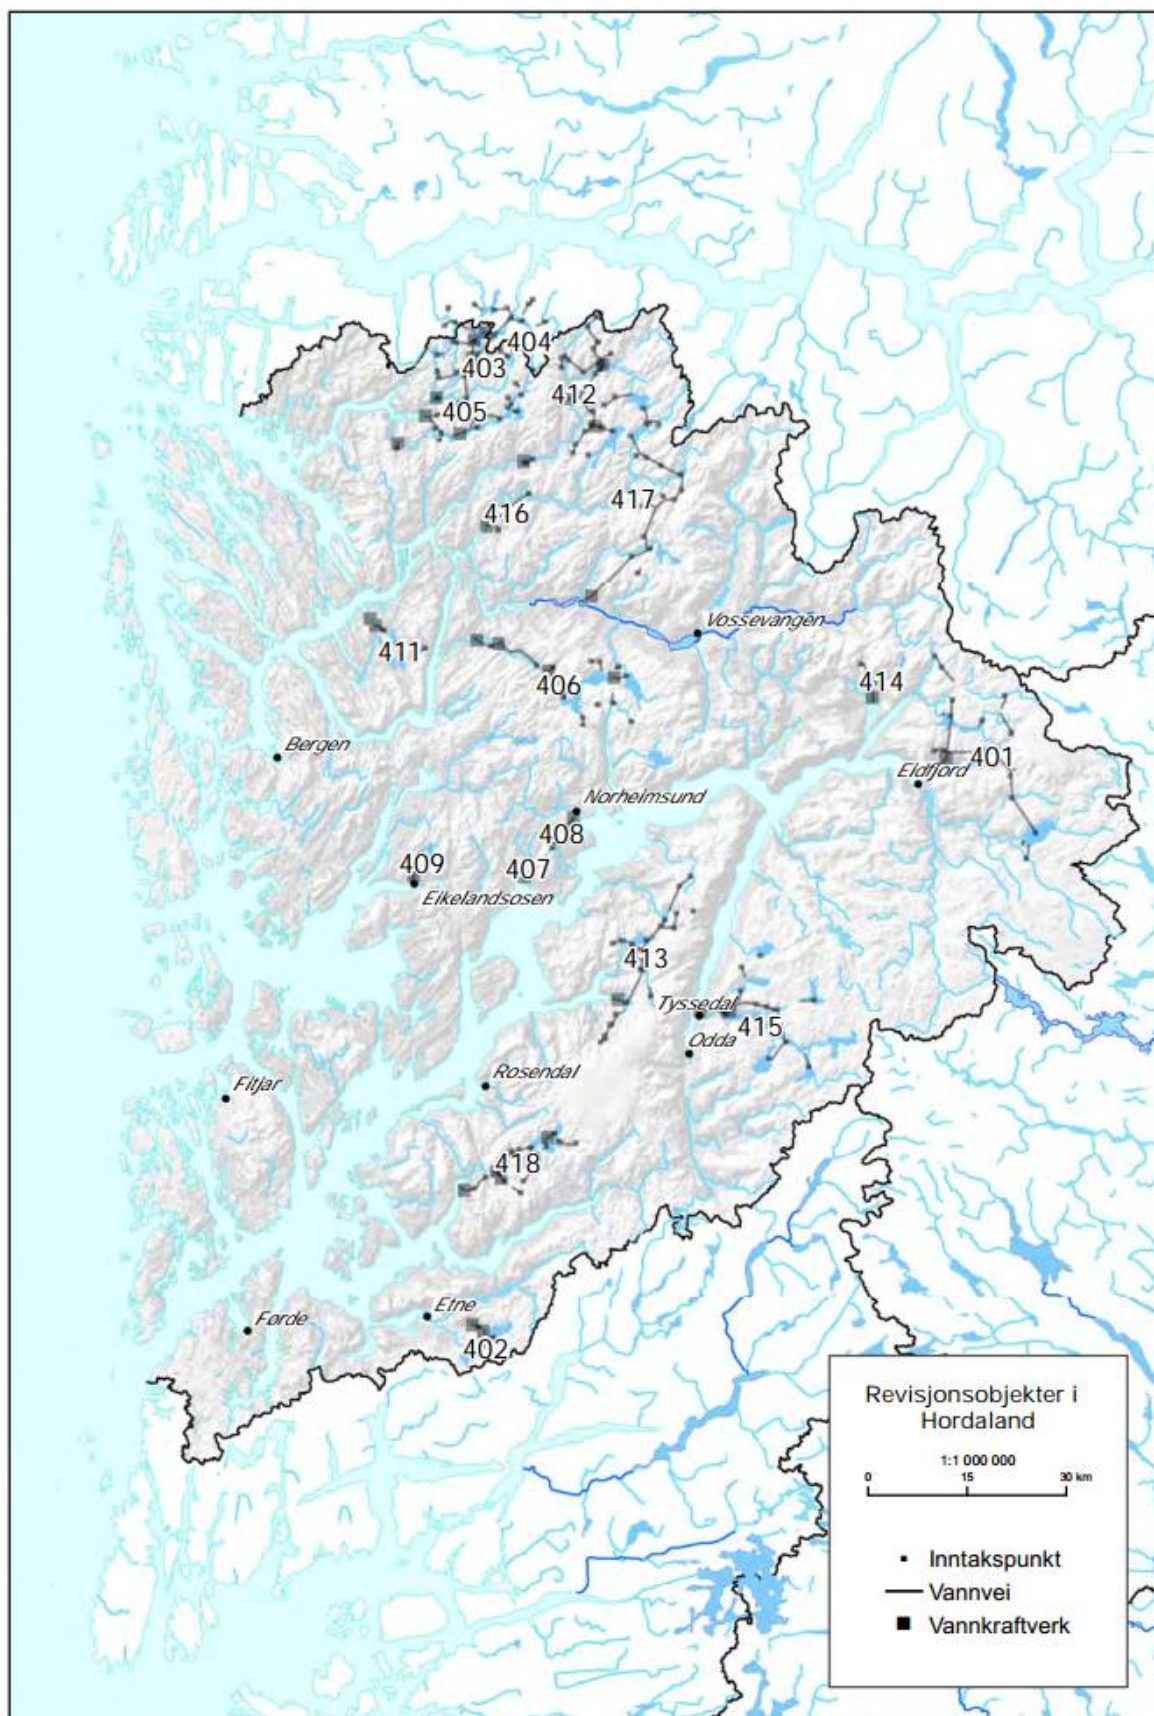 404
403
412
405
417
416
Vossevangen
411
406
414
Bergen
401
Eidfjord
Norheimsund
408
409
407
Eikelandsosen
413
Tyssedal
415
Odda
Rosendal
Fitjar
418
Etne
Førde
402
Revisjonsobjekter i
Hordaland
1:1 000 000
0 15 30 km
Inntakspunkt
Vannvei
Vannkraftverk